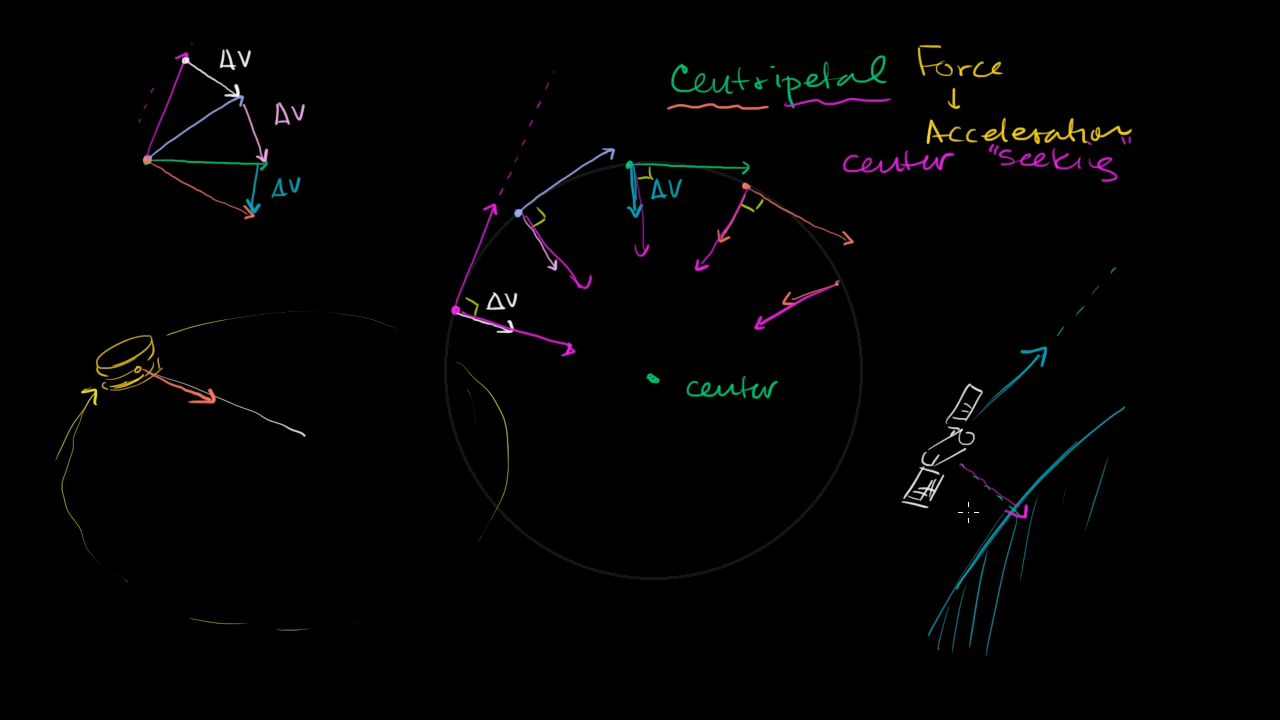 ΔV
ΔV
ΔV
Centripetal Force
↓
Acceleration
center "seeking"
ΔV
ΔV
center